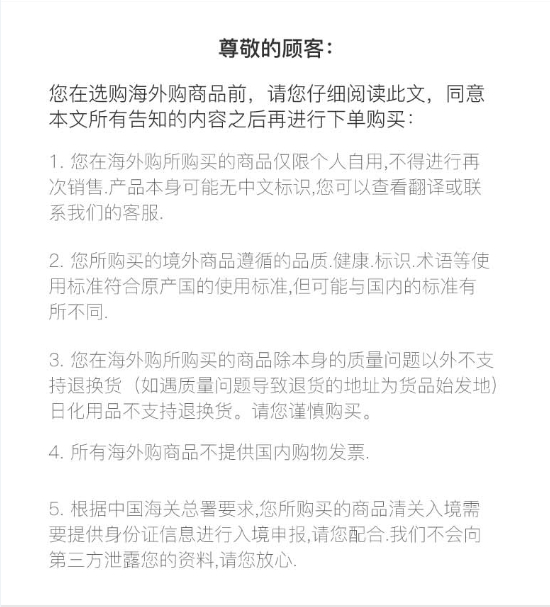 尊敬的顾客：
您在选购海外购商品前，请您仔细阅读此文，同意
本文所有告知的内容之后再进行下单购买：
1. 您在海外购所购买的商品仅限个人自用,不得进行再
次销售.产品本身可能无中文标识,您可以查看翻译或联
系我们的客服.
2. 您所购买的境外商品遵循的品质.健康.标识.术语等使
用标准符合原产国的使用标准,但可能与国内的标准有
所不同.
3. 您在海外购所购买的商品除本身的质量问题以外不支
持退换货（如遇质量问题导致退货的地址为货品始发地)
日化用品不支持退换货。请您谨慎购买。
4. 所有海外购商品不提供国内购物发票.
5. 根据中国海关总署要求,您所购买的商品清关入境需
要提供身份证信息进行入境申报,请您配合.我们不会向
第三方泄露您的资料,请您放心.